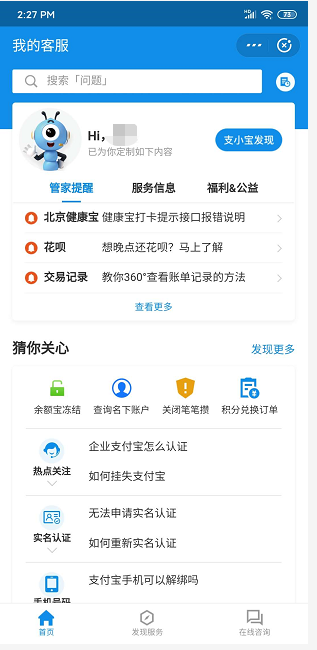 2:27 PM
HD
73
我的客服
搜索「问题」
Hi,
已为你定制如下内容
支小宝发现
管家提醒 服务信息 福利&公益
北京健康宝 健康宝打卡提示接口报错说明
花呗 想晚点还花呗？马上了解
交易记录 教你360°查看账单记录的方法
查看更多
猜你关心 发现更多
余额宝冻结 查询名下账户 关闭笔笔攒 积分兑换订单
企业支付宝怎么认证
热点关注
如何挂失支付宝
无法申请实名认证
实名认证
如何重新实名认证
支付宝手机可以解绑吗
手机号码
首页 发现服务 在线咨询